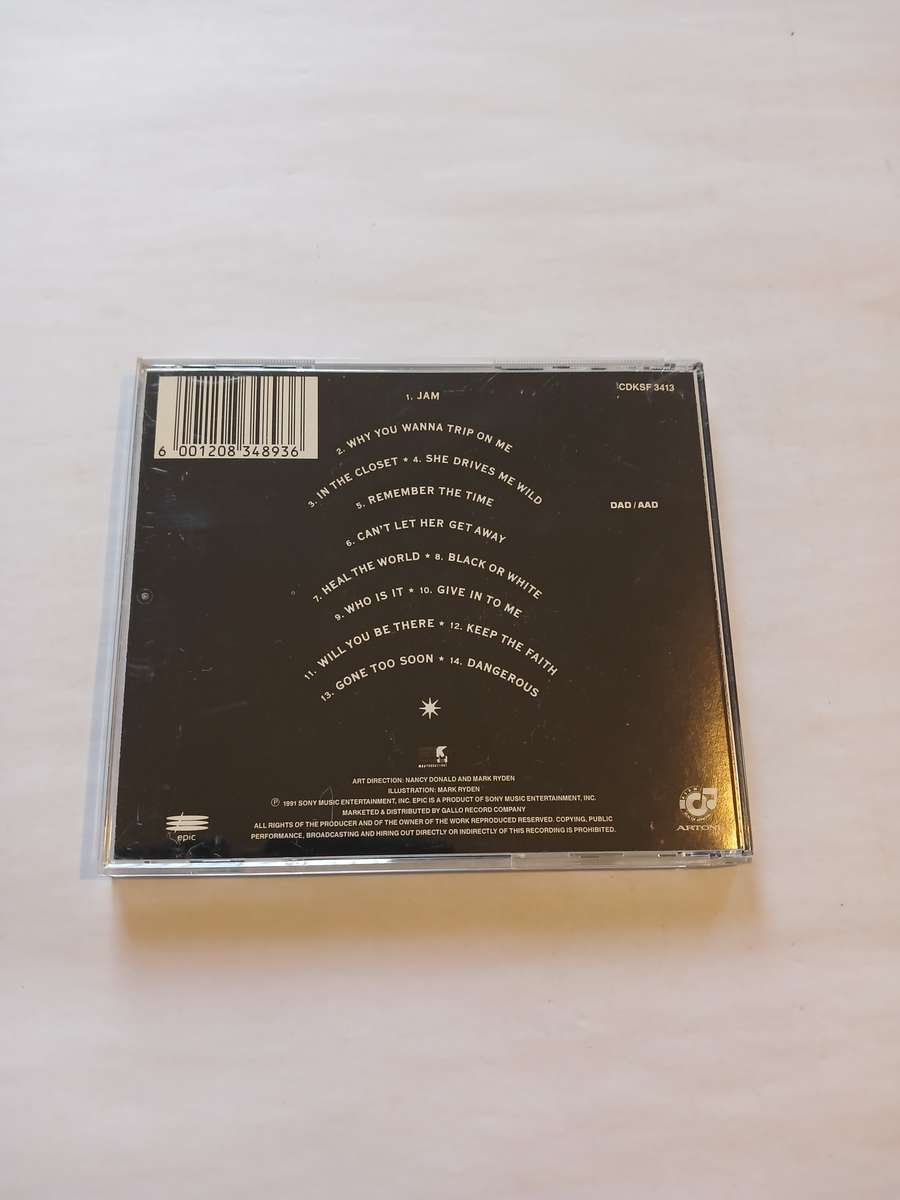 1. JAM
CDKSF 3413
6 001208 348936
2. WHY YOU WANNA TRIP ON ME
3. IN THE CLOSET ★ 4. SHE DRIVES ME WILD
5. REMEMBER THE TIME
DAD / AAD
6. CAN'T LET HER GET AWAY
7. HEAL THE WORLD ★ 8. BLACK OR WHITE
9. WHO IS IT ★ 10. GIVE IN TO ME
11. WILL YOU BE THERE ★ 12. KEEP THE FAITH
13. GONE TOO SOON ★ 14. DANGEROUS
ART DIRECTION: NANCY DONALD AND MARK RYDEN
ILLUSTRATION: MARK RYDEN
℗ 1991 SONY MUSIC ENTERTAINMENT, INC. EPIC IS A PRODUCT OF SONY MUSIC ENTERTAINMENT, INC.
MARKETED & DISTRIBUTED BY GALLO RECORD COMPANY
ALL RIGHTS OF THE PRODUCER AND OF THE OWNER OF THE WORK REPRODUCED RESERVED. COPYING, PUBLIC
PERFORMANCE, BROADCASTING AND HIRING OUT DIRECTLY OR INDIRECTLY OF THIS RECORDING IS PROHIBITED.
epic